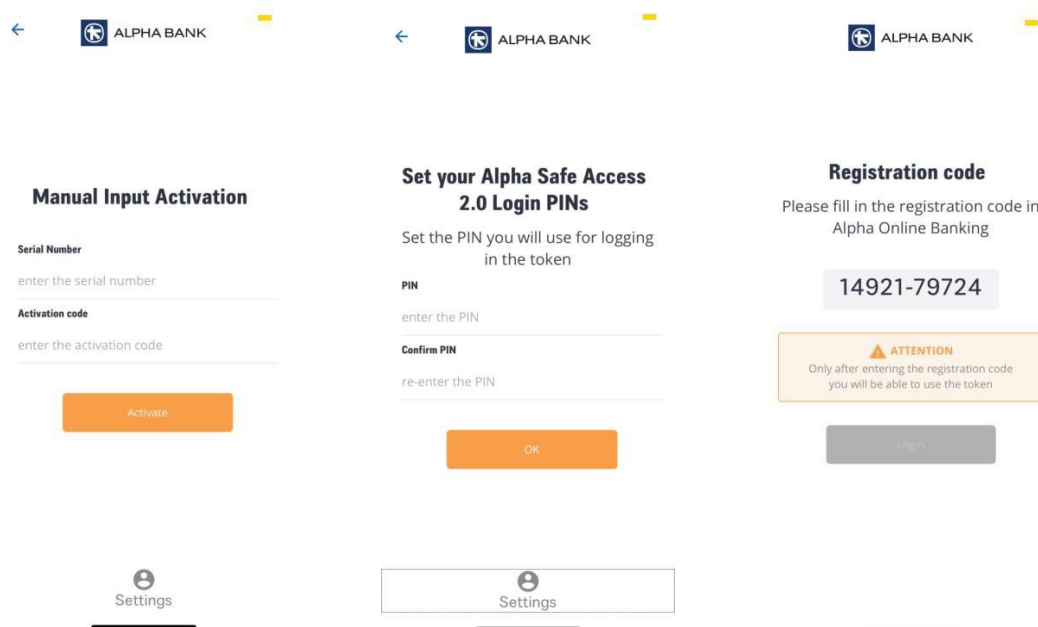 ALPHA BANK
Manual Input Activation
Serial Number
enter the serial number
Activation code
enter the activation code
Activate
Settings
ALPHA BANK
Set your Alpha Safe Access
2.0 Login PINs
Set the PIN you will use for logging
in the token
PIN
enter the PIN
Confirm PIN
re-enter the PIN
OK
Settings
ALPHA BANK
Registration code
Please fill in the registration code in
Alpha Online Banking
14921-79724
ATTENTION
Only after entering the registration code
you will be able to use the token
Login